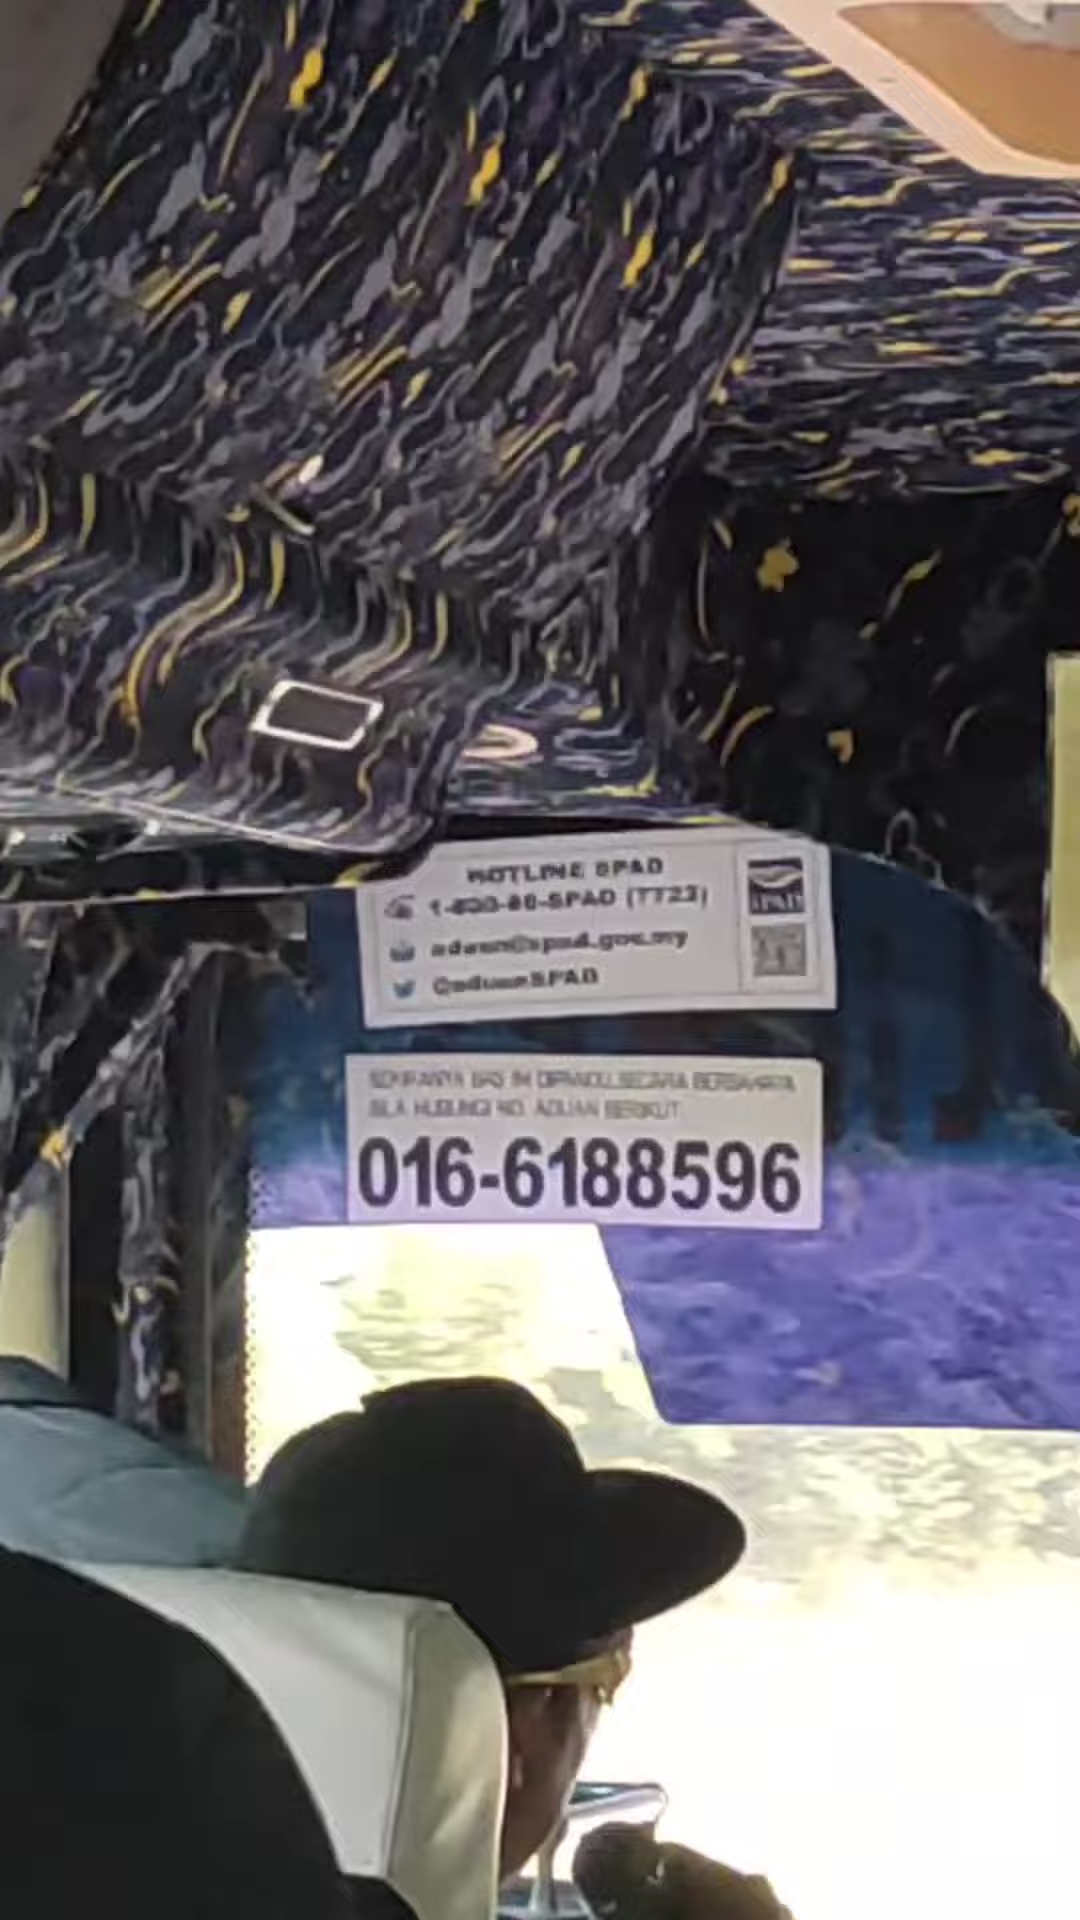 HOTLINE SPAD
1-800-88-SPAD (7723)
aduan@spad.gov.my
@aduanSPAD
SPAD
SEKIRANYA BAS INI DIPANDU SECARA BERBAHAYA
SILA HUBUNGI NO. ADUAN BERIKUT
016-6188596